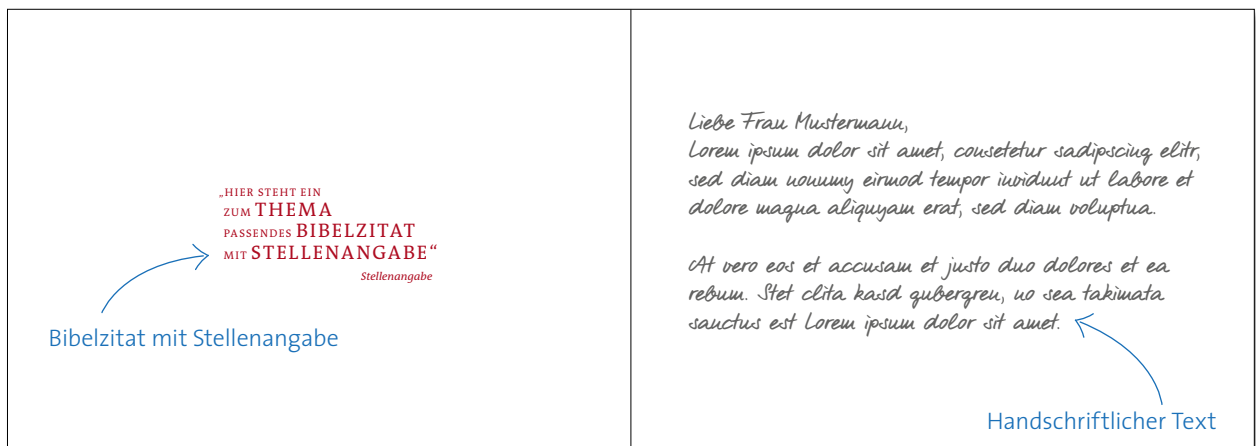 „HIER STEHT EIN
ZUM THEMA
PASSENDES BIBELZITAT
MIT STELLENANGABE“
Stellenangabe
Bibelzitat mit Stellenangabe
Liebe Frau Mustermann,
Lorem ipsum dolor sit amet, consetetur sadipscing elitr,
sed diam nonumy eirmod tempor invidunt ut labore et
dolore magna aliquyam erat, sed diam voluptua.
At vero eos et accusam et justo duo dolores et ea
rebum. Stet clita kasd gubergren, no sea takimata
sanctus est Lorem ipsum dolor sit amet.
Handschriftlicher Text